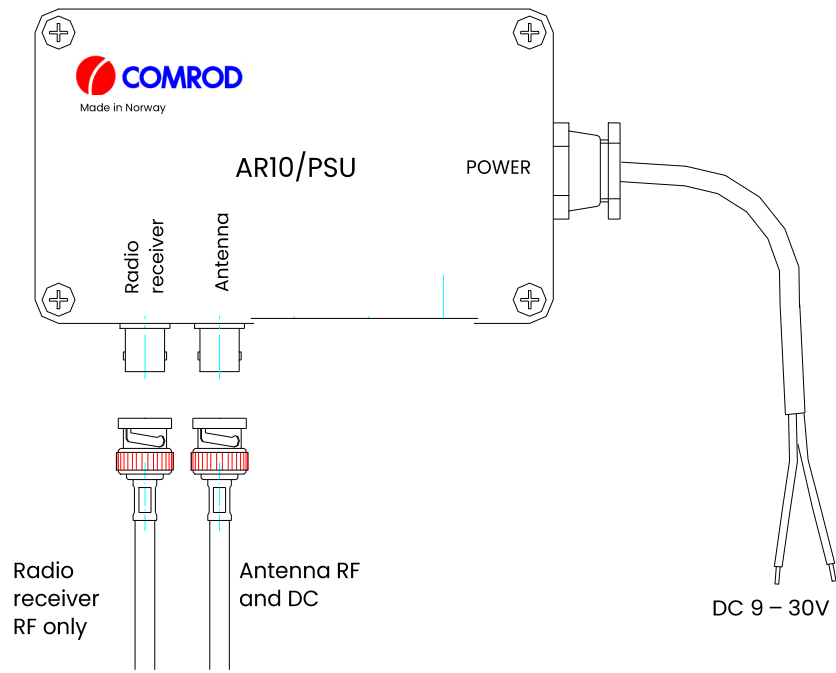 COMROD
Made in Norway
AR10/PSU
POWER
Radio
receiver
Antenna
Radio
receiver
RF only
Antenna RF
and DC
DC 9 – 30V